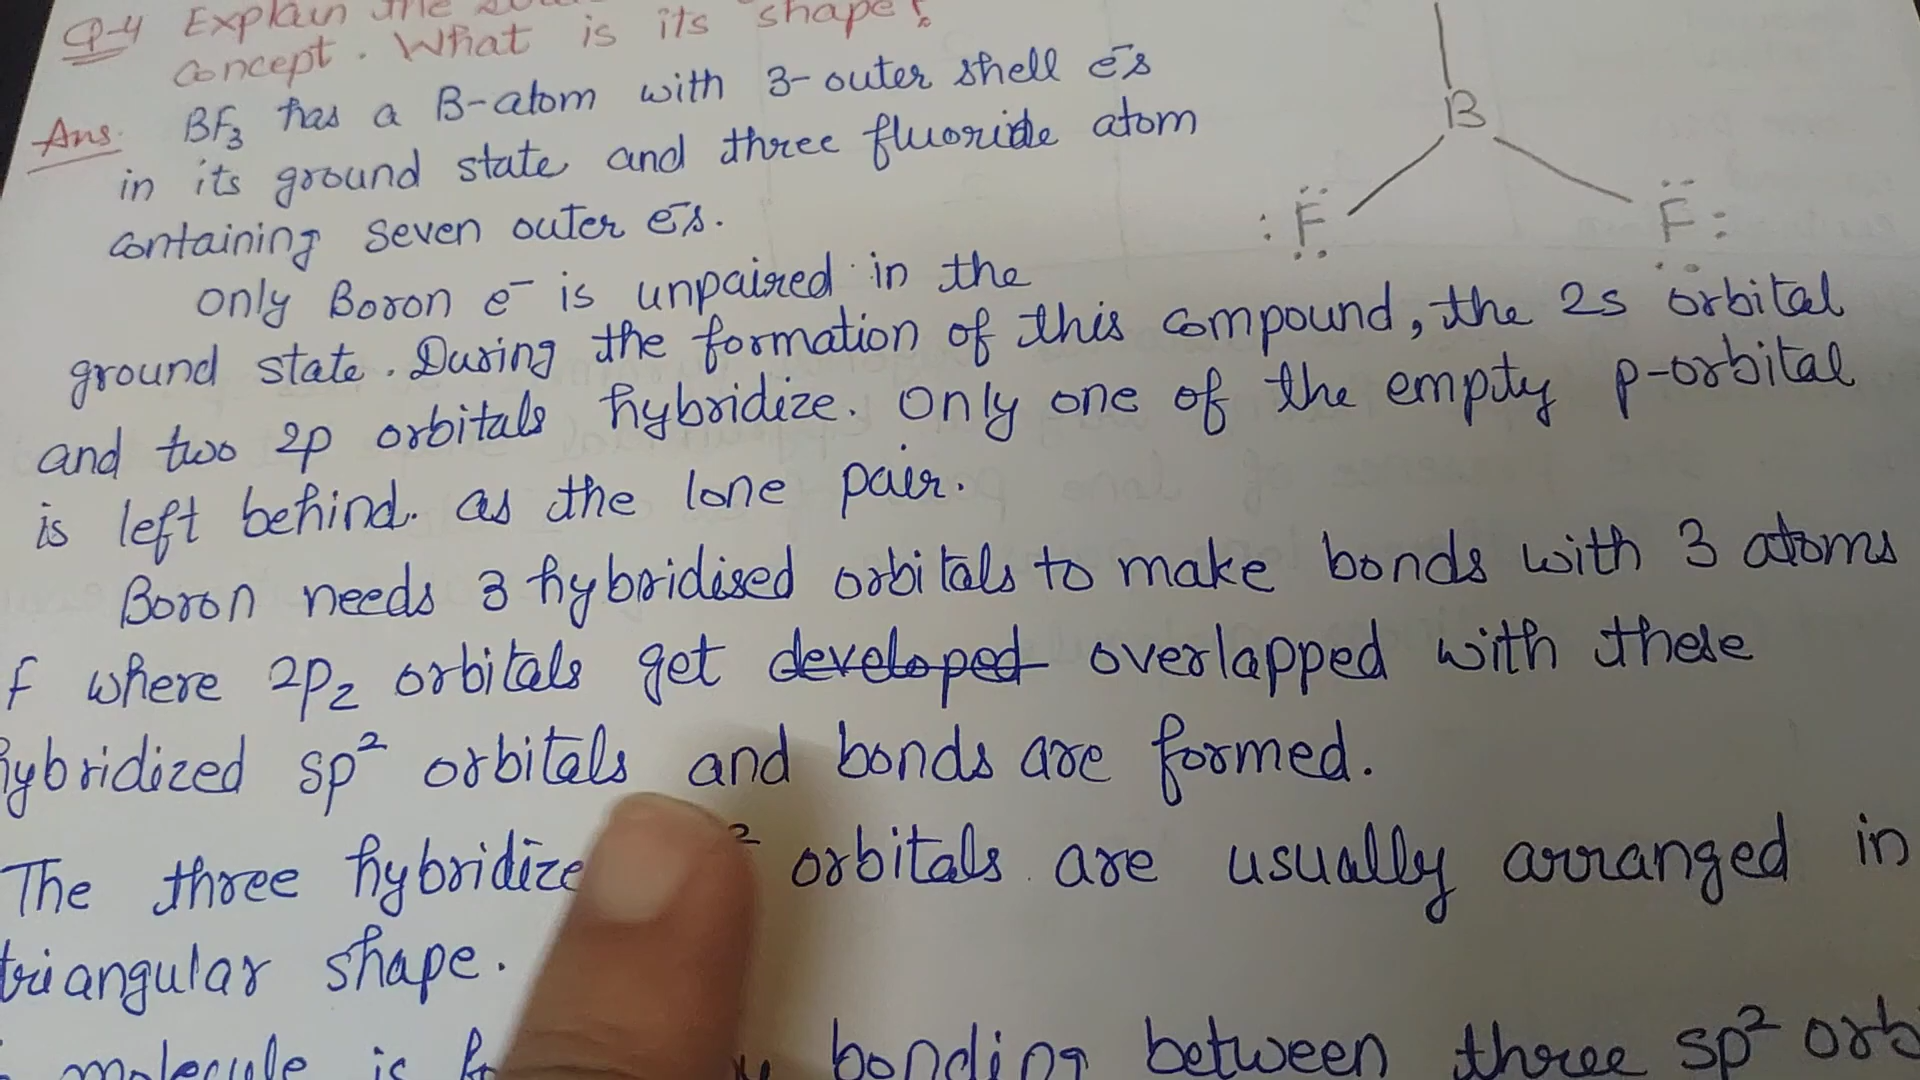 Q-4 Explain the
concept. What is its shape?
Ans. BF3 has a B-atom with 3-outer shell e⁻s
in its ground state and three fluoride atom
containing seven outer e⁻s.
only Boron e⁻ is unpaired in the
ground state. During the formation of this compound, the 2s orbital
and two 2p orbitals hybridize. Only one of the empty p-orbital
is left behind. as the lone pair.
Boron needs 3 hybridised orbitals to make bonds with 3 atoms
F where 2pz orbitals get developed overlapped with these
hybridized sp² orbitals and bonds are formed.
The three hybridize ² orbitals are usually arranged in
triangular shape.
molecule is bonding between three sp² orb
B
:F̤̈
F̤̈: